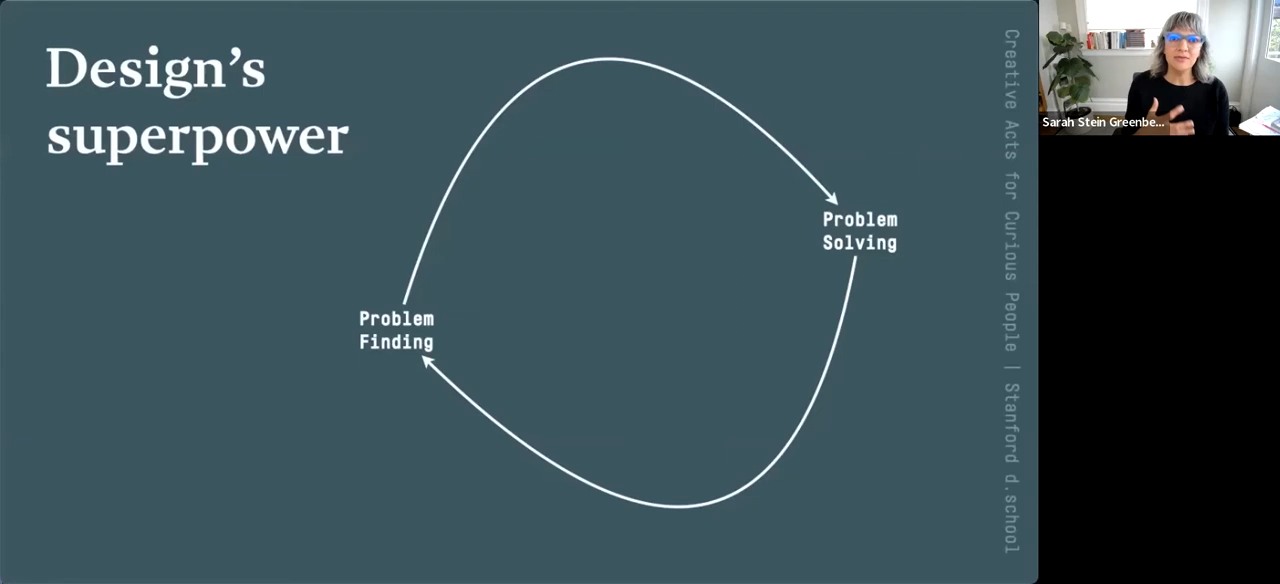 Design's
superpower
Problem
Solving
Problem
Finding
Creative Acts for Curious People | Stanford d.school
Sarah Stein Greenbe...